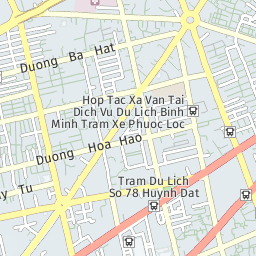 Duong Ba Hat
Hop Tac Xa Van Tai
Dich Vu Du Lich Binh
Minh Tram Xe Phuoc Loc
Duong Hoa Hao
Tu
Tram Du Lich
So 78 Huynh Dat